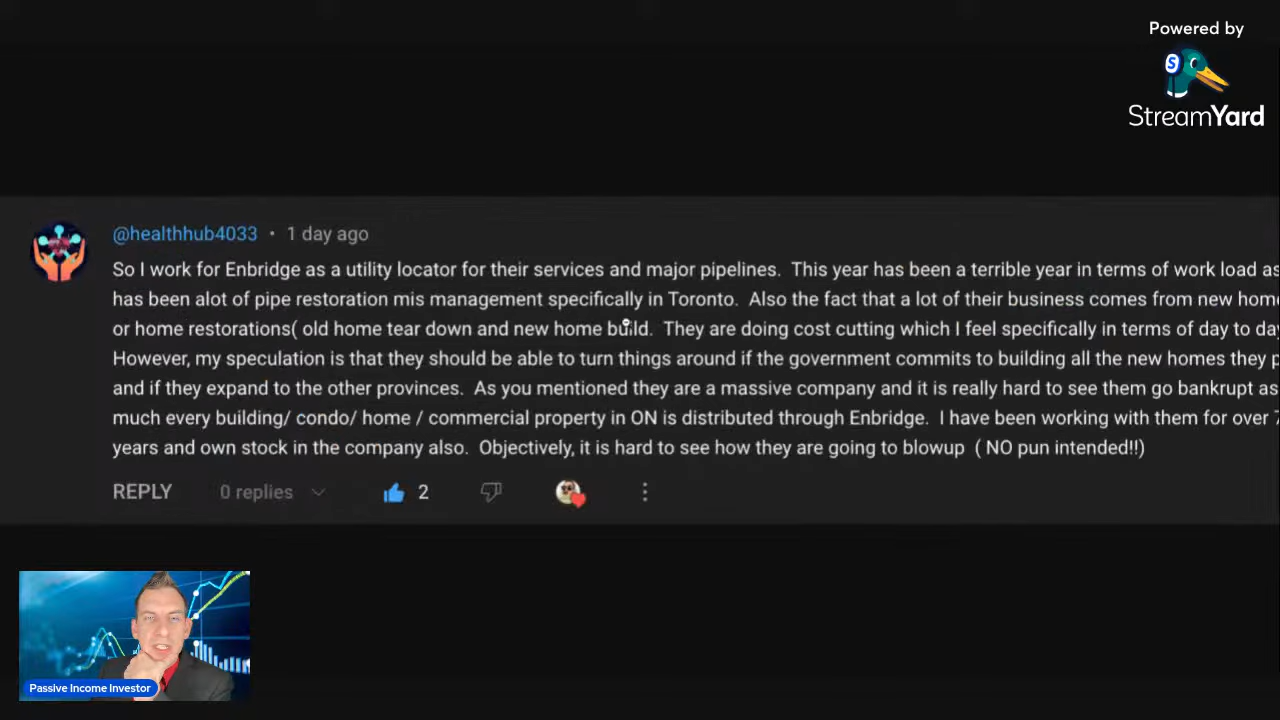 Powered by
StreamYard
@healthhub4033 • 1 day ago
So I work for Enbridge as a utility locator for their services and major pipelines. This year has been a terrible year in terms of work load as
has been alot of pipe restoration mis management specifically in Toronto. Also the fact that a lot of their business comes from new home
or home restorations( old home tear down and new home build. They are doing cost cutting which I feel specifically in terms of day to day
However, my speculation is that they should be able to turn things around if the government commits to building all the new homes they p
and if they expand to the other provinces. As you mentioned they are a massive company and it is really hard to see them go bankrupt as
much every building/ condo/ home / commercial property in ON is distributed through Enbridge. I have been working with them for over 7
years and own stock in the company also. Objectively, it is hard to see how they are going to blowup ( NO pun intended!!)
REPLY 0 replies 2
Passive Income Investor